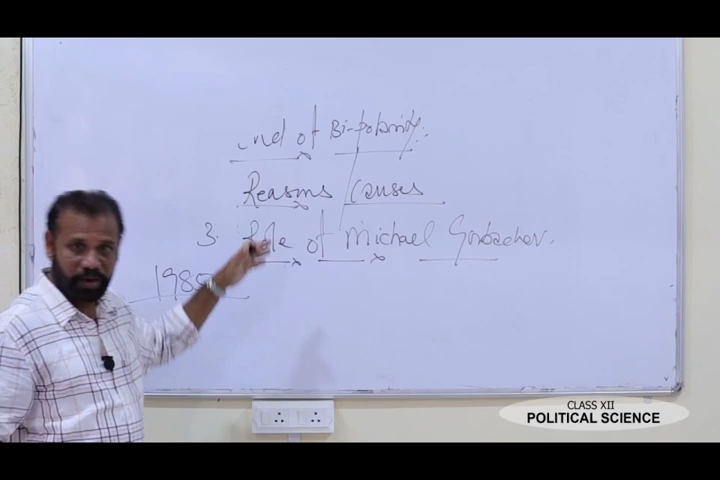 End of Bi-polarity:
Reasons Causes
3. Role of Michael Gorbachev.
1985
CLASS XII
POLITICAL SCIENCE